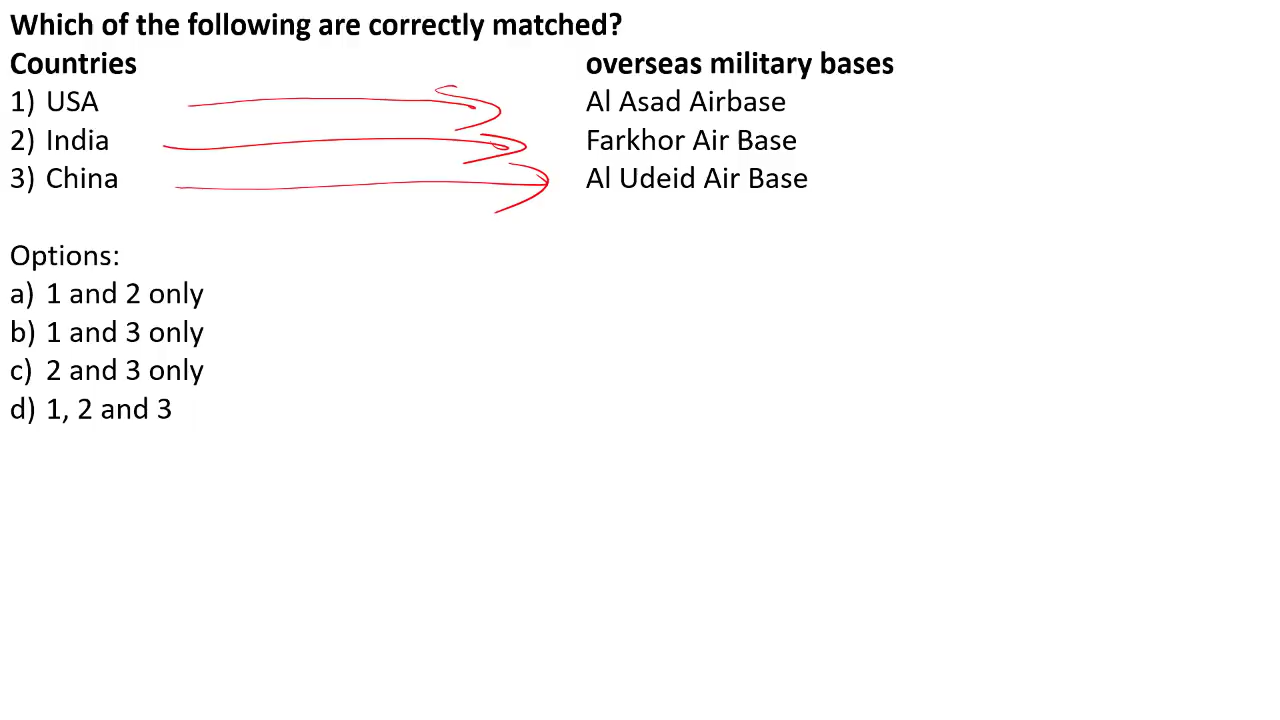 Which of the following are correctly matched?
Countries overseas military bases
1) USA Al Asad Airbase
2) India Farkhor Air Base
3) China Al Udeid Air Base
Options:
a) 1 and 2 only
b) 1 and 3 only
c) 2 and 3 only
d) 1, 2 and 3